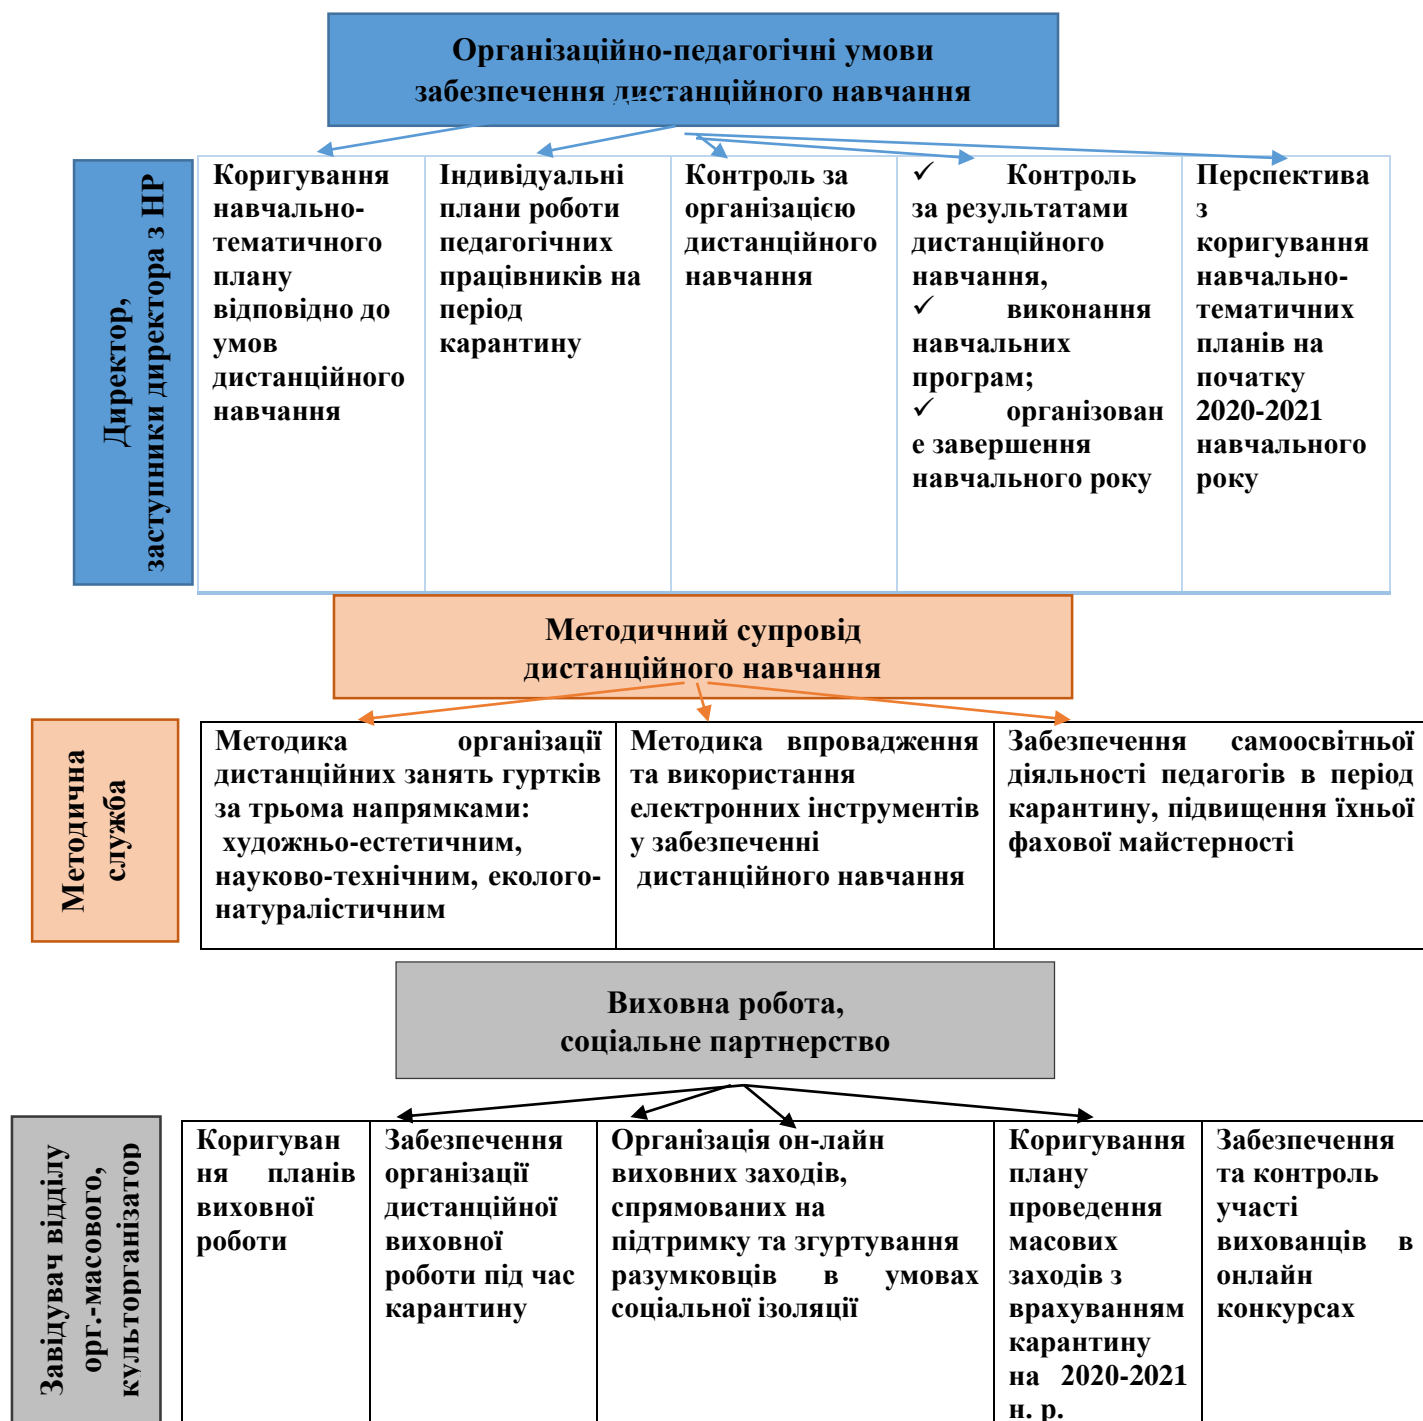 Організаційно-педагогічні умови
забезпечення дистанційного навчання
Директор,
заступники директора з НР
Коригування
навчально-
тематичного
плану
відповідно до
умов
дистанційного
навчання
Індивідуальні
плани роботи
педагогічних
працівників на
період
карантину
Контроль за
організацією
дистанційного
навчання
✓ Контроль
за результатами
дистанційного
навчання,
✓ виконання
навчальних
програм;
✓ організован
е завершення
навчального року
Перспектива
з
коригування
навчально-
тематичних
планів на
початку
2020-2021
навчального
року
Методичний супровід
дистанційного навчання
Методична
служба
Методика організації
дистанційних занять гуртків
за трьома напрямками:
художньо-естетичним,
науково-технічним, еколого-
натуралістичним
Методика впровадження
та використання
електронних інструментів
у забезпеченні
дистанційного навчання
Забезпечення самоосвітньої
діяльності педагогів в період
карантину, підвищення їхньої
фахової майстерності
Виховна робота,
соціальне партнерство
Завідувач відділу
орг.-масового,
культорганізатор
Коригуван
ня планів
виховної
роботи
Забезпечення
організації
дистанційної
виховної
роботи під час
карантину
Організація он-лайн
виховних заходів,
спрямованих на
підтримку та згуртування
разумковців в умовах
соціальної ізоляції
Коригування
плану
проведення
масових
заходів з
врахуванням
карантину
на 2020-2021
н. р.
Забезпечення
та контроль
участі
вихованців в
онлайн
конкурсах